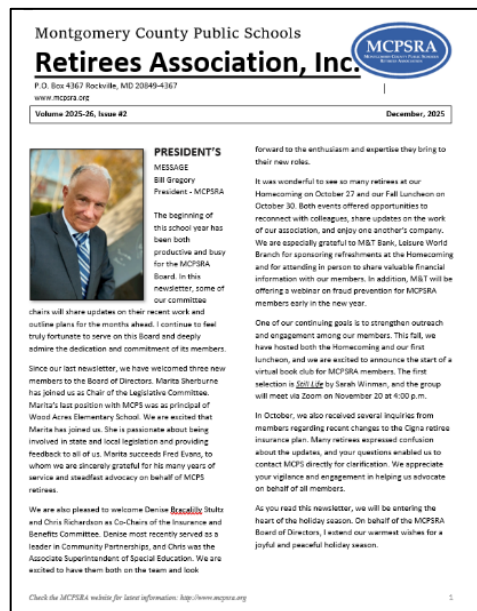 Montgomery County Public Schools
Retirees Association, Inc.
MCPSRA
MONTGOMERY COUNTY PUBLIC SCHOOLS
RETIREES ASSOCIATION
P.O. Box 4367 Rockville, MD 20849-4367
www.mcpsra.org
Volume 2025-26, Issue #2 December, 2025
PRESIDENT'S
MESSAGE
Bill Gregory
President - MCPSRA
The beginning
of this school year has
been both
productive and busy
for the MCPSRA
Board. In this
newsletter, some of
our committee
chairs will share updates on their recent work and
outline plans for the months ahead. I continue to feel
truly fortunate to serve on this Board and deeply
admire the dedication and commitment of its members.
Since our last newsletter, we have welcomed three new
members to the Board of Directors. Marita Sherburne
has joined us as Chair of the Legislative Committee.
Marita's last position with MCPS was as principal of
Wood Acres Elementary School. We are excited that
Marita has joined us. She is passionate about being
involved in state and local legislation and providing
feedback to all of us. Marita succeeds Fred Evans, to
whom we are sincerely grateful for his many years of
service and steadfast advocacy on behalf of MCPS
retirees.
We are also pleased to welcome Denise Bracalilly Stultz
and Chris Richardson as Co-Chairs of the Insurance and
Benefits Committee. Denise most recently served as a
leader in Community Partnerships, and Chris was the
Associate Superintendent of Special Education. We are
excited to have them both on the team and look
forward to the enthusiasm and expertise they bring to
their new roles.
It was wonderful to see so many retirees at our
Homecoming on October 27 and our Fall Luncheon on
October 30. Both events offered opportunities to
reconnect with colleagues, share updates on the work
of our association, and enjoy one another's company.
We are especially grateful to M&T Bank, Leisure World
Branch for sponsoring refreshments at the Homecoming
and for attending in person to share valuable financial
information with our members. In addition, M&T will be
offering a webinar on fraud prevention for MCPSRA
members early in the new year.
One of our continuing goals is to strengthen outreach
and engagement among our members. This fall, we
have hosted both the Homecoming and our first
luncheon, and we are excited to announce the start of a
virtual book club for MCPSRA members. The first
selection is Still Life by Sarah Winman, and the group
will meet via Zoom on November 20 at 4:00 p.m.
In October, we also received several inquiries from
members regarding recent changes to the Cigna retiree
insurance plan. Many retirees expressed confusion
about the updates, and your questions enabled us to
contact MCPS directly for clarification. We appreciate
your vigilance and engagement in helping us advocate
on behalf of all members.
As you read this newsletter, we will be entering the
heart of the holiday season. On behalf of the MCPSRA
Board of Directors, I extend our warmest wishes for a
joyful and peaceful holiday season.
Check the MCPSRA website for latest information: http://www.mcpsra.org 1